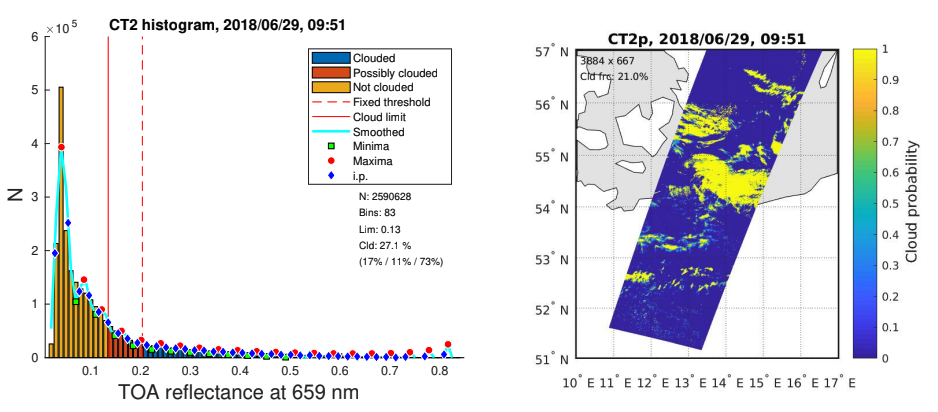 CT2 histogram, 2018/06/29, 09:51
×10^5
6
5
4
3
2
1
0
N
0.1 0.2 0.3 0.4 0.5 0.6 0.7 0.8
TOA reflectance at 659 nm
Clouded
Possibly clouded
Not clouded
Fixed threshold
Cloud limit
Smoothed
Minima
Maxima
i.p.
N: 2590628
Bins: 83
Lim: 0.13
Cld: 27.1 %
(17% / 11% / 73%)
CT2p, 2018/06/29, 09:51
3884 x 667
Cld frc: 21.0%
57° N
56° N
55° N
54° N
53° N
52° N
51° N
10° E 11° E 12° E 13° E 14° E 15° E 16° E 17° E
1
0.9
0.8
0.7
0.6
0.5
0.4
0.3
0.2
0.1
0
Cloud probability